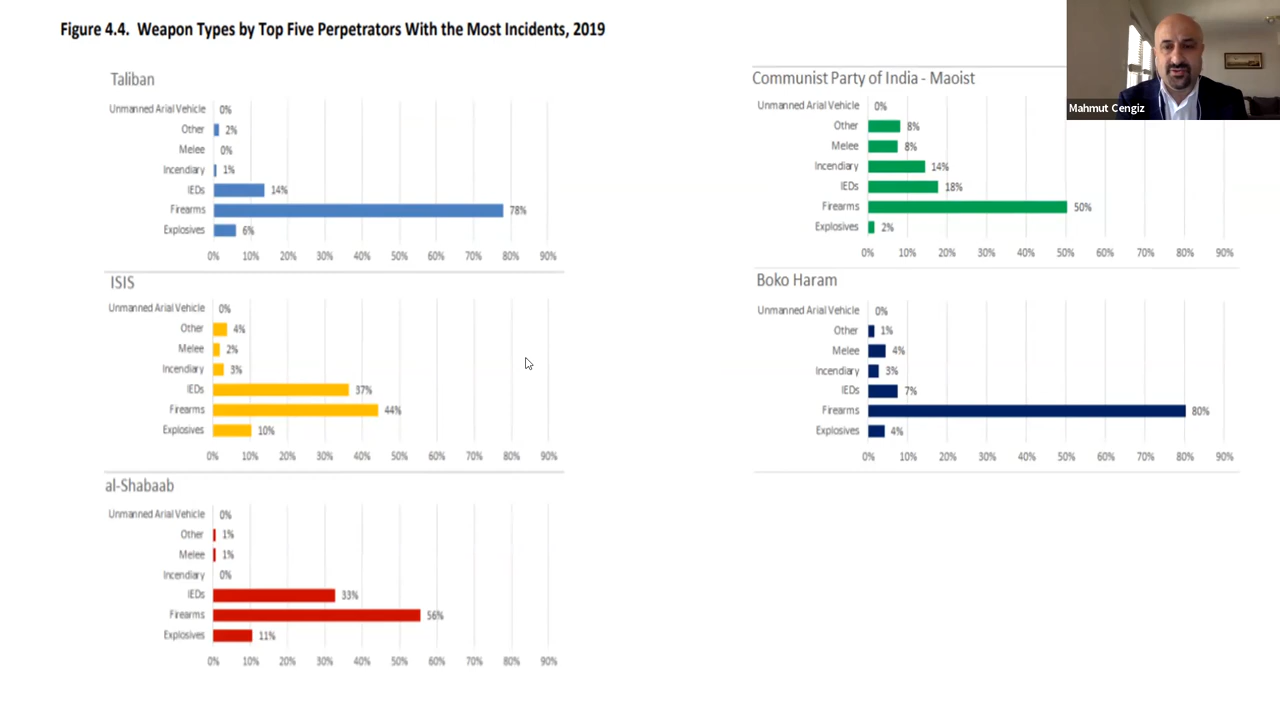 Figure 4.4.  Weapon Types by Top Five Perpetrators With the Most Incidents, 2019
Mahmut Cengiz
Taliban
Unmanned Arial Vehicle 0%
Other 2%
Melee 0%
Incendiary 1%
IEDs 14%
Firearms 78%
Explosives 6%
0% 10% 20% 30% 40% 50% 60% 70% 80% 90%
Communist Party of India - Maoist
Unmanned Arial Vehicle 0%
Other 8%
Melee 8%
Incendiary 14%
IEDs 18%
Firearms 50%
Explosives 2%
0% 10% 20% 30% 40% 50% 60% 70% 80% 90%
ISIS
Unmanned Arial Vehicle 0%
Other 4%
Melee 2%
Incendiary 3%
IEDs 37%
Firearms 44%
Explosives 10%
0% 10% 20% 30% 40% 50% 60% 70% 80% 90%
Boko Haram
Unmanned Arial Vehicle 0%
Other 1%
Melee 4%
Incendiary 3%
IEDs 7%
Firearms 80%
Explosives 4%
0% 10% 20% 30% 40% 50% 60% 70% 80% 90%
al-Shabaab
Unmanned Arial Vehicle 0%
Other 1%
Melee 1%
Incendiary 0%
IEDs 33%
Firearms 56%
Explosives 11%
0% 10% 20% 30% 40% 50% 60% 70% 80% 90%